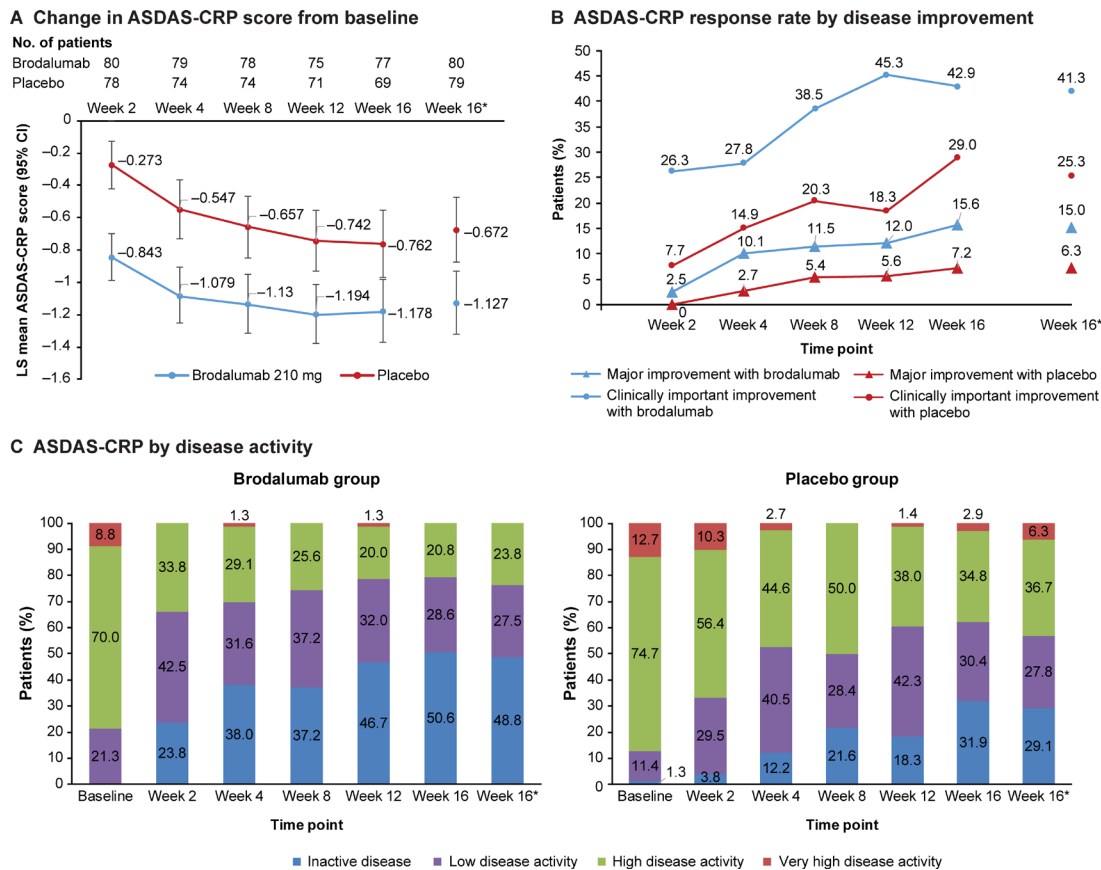 A Change in ASDAS-CRP score from baseline
No. of patients
Brodalumab 80 79 78 75 77 80
Placebo 78 74 74 71 69 79
Week 2 Week 4 Week 8 Week 12 Week 16 Week 16*
LS mean ASDAS-CRP score (95% CI)
0
–0.2
–0.4
–0.6
–0.8
–1
–1.2
–1.4
–1.6
–0.273
–0.547
–0.657
–0.742
–0.762
–0.672
–0.843
–1.079
–1.13
–1.194
–1.178
–1.127
Brodalumab 210 mg Placebo
B ASDAS-CRP response rate by disease improvement
Patients (%)
50
45
40
35
30
25
20
15
10
5
0
26.3 27.8 38.5 45.3 42.9 41.3
7.7 14.9 20.3 18.3 29.0 25.3
2.5 10.1 11.5 12.0 15.6 15.0
0 2.7 5.4 5.6 7.2 6.3
Week 2 Week 4 Week 8 Week 12 Week 16 Week 16*
Time point
Major improvement with brodalumab
Major improvement with placebo
Clinically important improvement
with brodalumab
Clinically important improvement
with placebo
C ASDAS-CRP by disease activity
Brodalumab group
Patients (%)
100
90
80
70
60
50
40
30
20
10
0
1.3 1.3
8.8
70.0 33.8 29.1 25.6 20.0 20.8 23.8
21.3 42.5 31.6 37.2 32.0 28.6 27.5
23.8 38.0 37.2 46.7 50.6 48.8
Baseline Week 2 Week 4 Week 8 Week 12 Week 16 Week 16*
Time point
Placebo group
Patients (%)
100
90
80
70
60
50
40
30
20
10
0
2.7 1.4 2.9
12.7 10.3 6.3
74.7 56.4 44.6 50.0 38.0 34.8 36.7
11.4 29.5 40.5 28.4 42.3 30.4 27.8
1.3 3.8 12.2 21.6 18.3 31.9 29.1
Baseline Week 2 Week 4 Week 8 Week 12 Week 16 Week 16*
Time point
Inactive disease Low disease activity High disease activity Very high disease activity